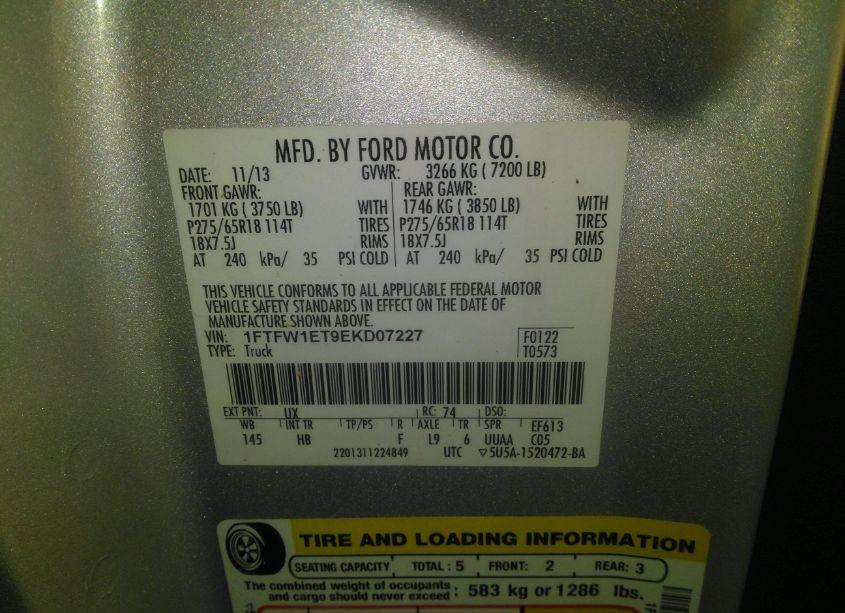 MFD. BY FORD MOTOR CO.
DATE: 11/13 GVWR: 3266 KG ( 7200 LB)
FRONT GAWR: REAR GAWR:
1701 KG ( 3750 LB) WITH 1746 KG ( 3850 LB) WITH
P275/65R18 114T TIRES P275/65R18 114T TIRES
18X7.5J RIMS 18X7.5J RIMS
AT 240 kPa/ 35 PSI COLD AT 240 kPa/ 35 PSI COLD
THIS VEHICLE CONFORMS TO ALL APPLICABLE FEDERAL MOTOR
VEHICLE SAFETY STANDARDS IN EFFECT ON THE DATE OF
MANUFACTURE SHOWN ABOVE.
VIN: 1FTFW1ET9EKD07227 F0122
TYPE: Truck T0573
EXT PNT: UX RC: 74 DSO:
WB INT TR TP/PS R AXLE TR SPR EF613
145 HB F L9 6 UUAA C05
2201311224849 UTC ▽5U5A-1520472-BA
TIRE AND LOADING INFORMATION
SEATING CAPACITY TOTAL : 5 FRONT: 2 REAR: 3
The combined weight of occupants
and cargo should never exceed : 583 kg or 1286 lbs.